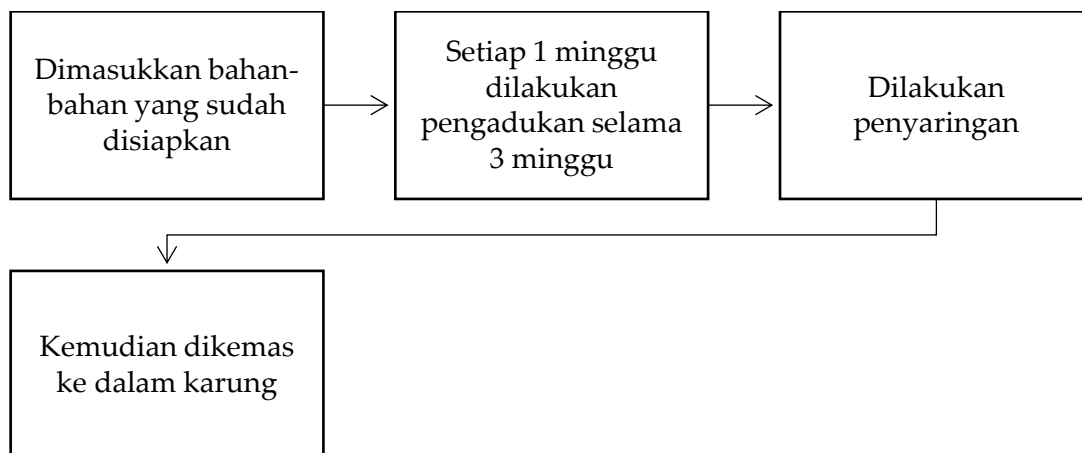 Dimasukkan bahan-
bahan yang sudah
disiapkan
Setiap 1 minggu
dilakukan
pengadukan selama
3 minggu
Dilakukan
penyaringan
Kemudian dikemas
ke dalam karung